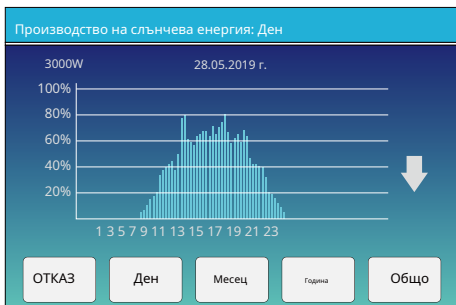 Производство на слънчева енергия: Ден
3000W
28.05.2019 г.
100%
80%
60%
40%
20%
1 3 5 7 9 11 13 15 17 19 21 23
ОТКАЗ
Ден
Месец
Година
Общо